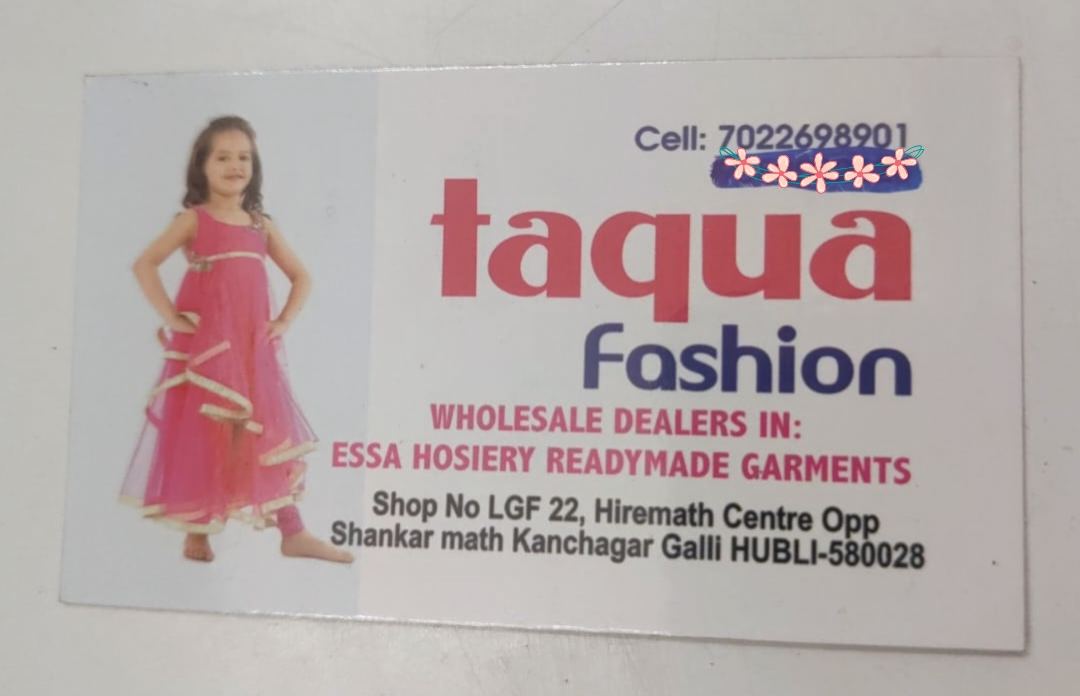 Cell: 7022698901
taqua
Fashion
WHOLESALE DEALERS IN:
ESSA HOSIERY READYMADE GARMENTS
Shop No LGF 22, Hiremath Centre Opp
Shankar math Kanchagar Galli HUBLI-580028